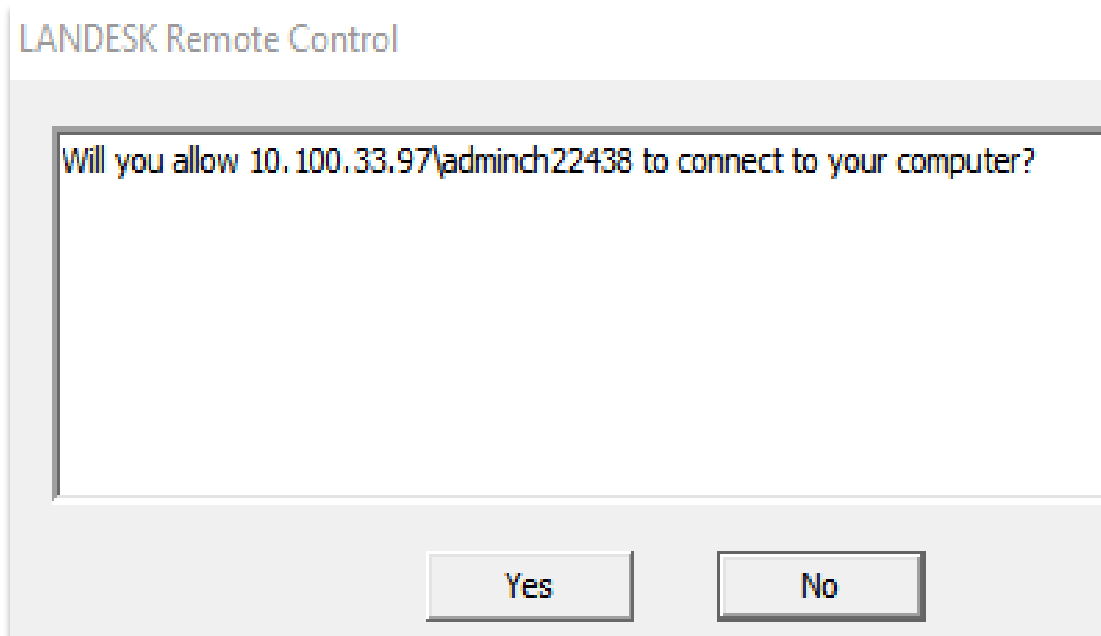 LANDESK Remote Control
Will you allow 10.100.33.97\adminch22438 to connect to your computer?
Yes No